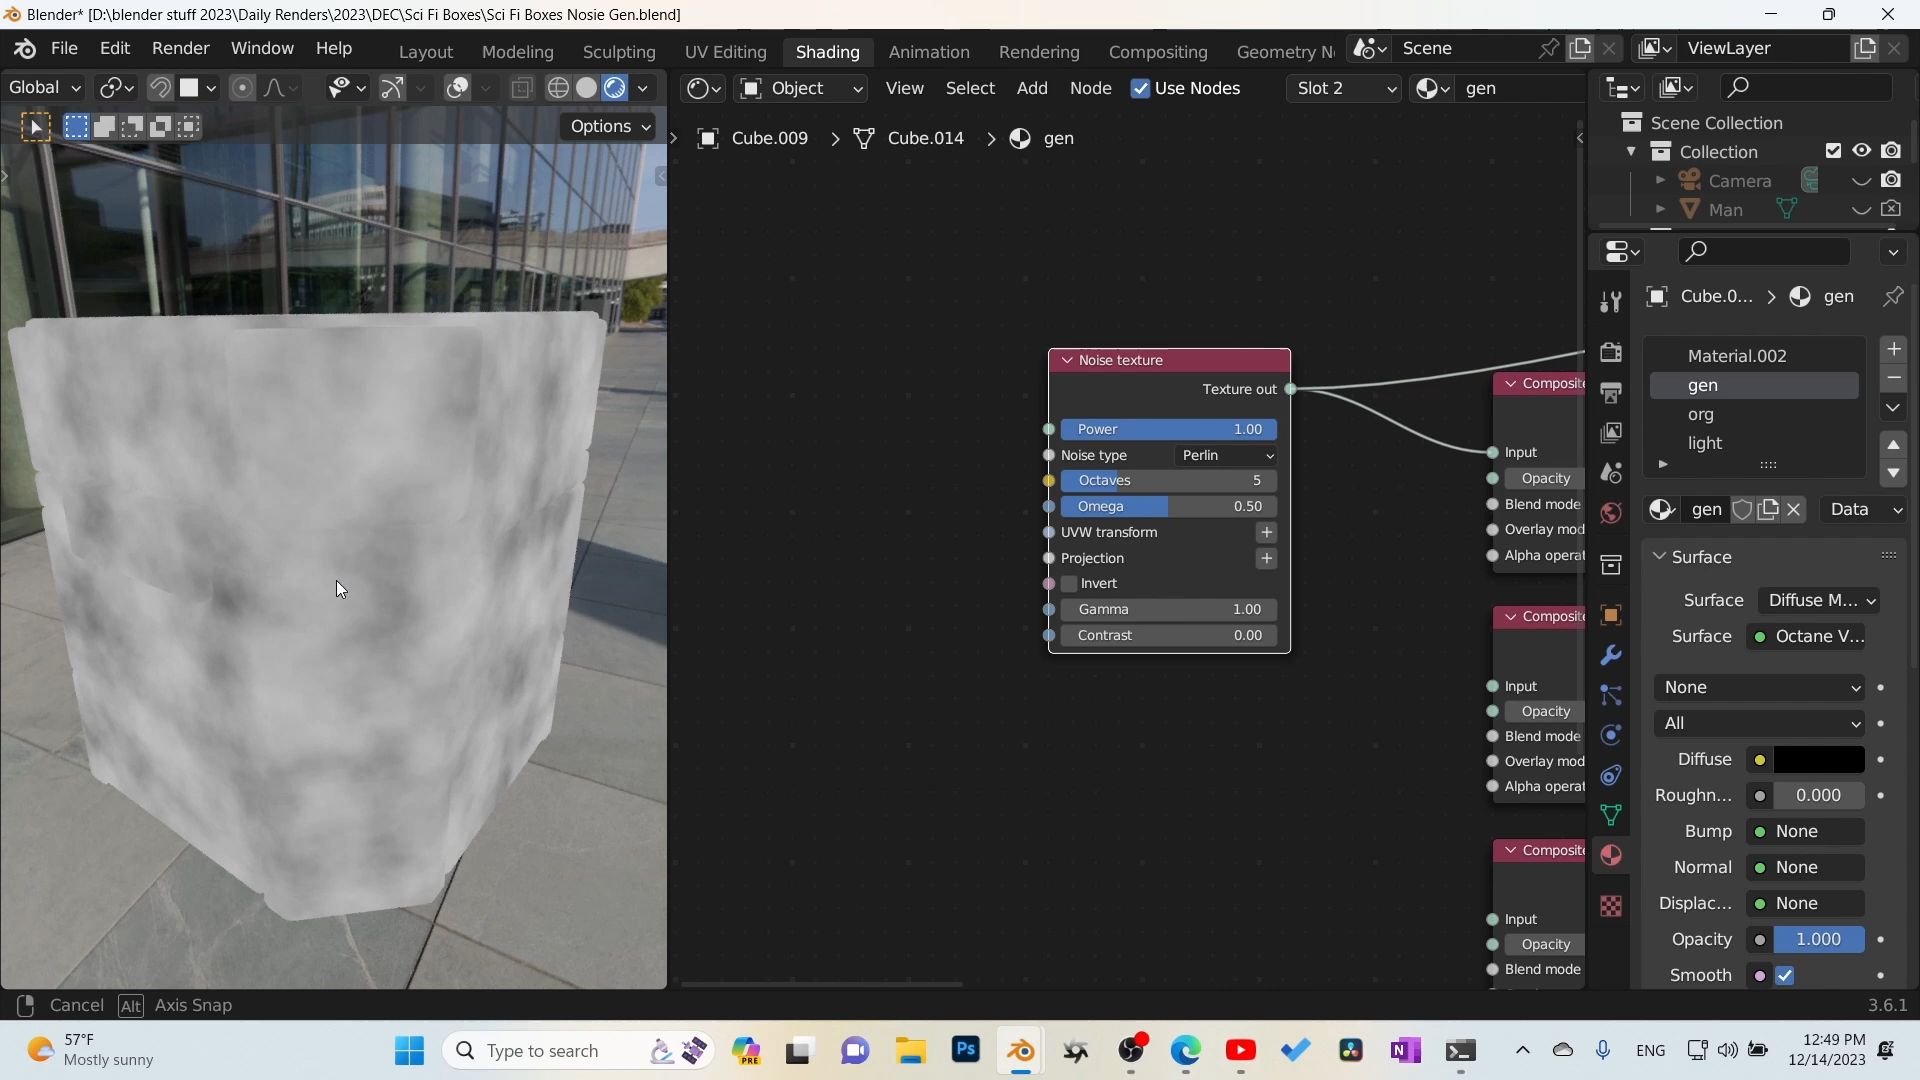 Blender* [D:\blender stuff 2023\Daily Renders\2023\DEC\Sci Fi Boxes\Sci Fi Boxes Nosie Gen.blend]
File Edit Render Window Help Layout Modeling Sculpting UV Editing Shading Animation Rendering Compositing Geometry N Scene ViewLayer
Global Object View Select Add Node Use Nodes Slot 2 gen
Options
Cube.009 > Cube.014 > gen
Scene Collection
Collection
Camera
Man
Cube.0... > gen
Material.002
gen
org
light
gen Data
Surface
Surface Diffuse M...
Surface Octane V...
None
All
Diffuse
Roughn... 0.000
Bump None
Normal None
Displac... None
Opacity 1.000
Smooth
Noise texture
Texture out
Power 1.00
Noise type Perlin
Octaves 5
Omega 0.50
UVW transform +
Projection +
Invert
Gamma 1.00
Contrast 0.00
Composite
Input
Opacity
Blend mode
Overlay mod
Alpha operat
Composite
Input
Opacity
Blend mode
Overlay mod
Alpha operat
Composite
Input
Opacity
Blend mode
Cancel Alt Axis Snap
3.6.1
57°F
Mostly sunny
Type to search
PRE
Ps
ENG
12:49 PM
12/14/2023